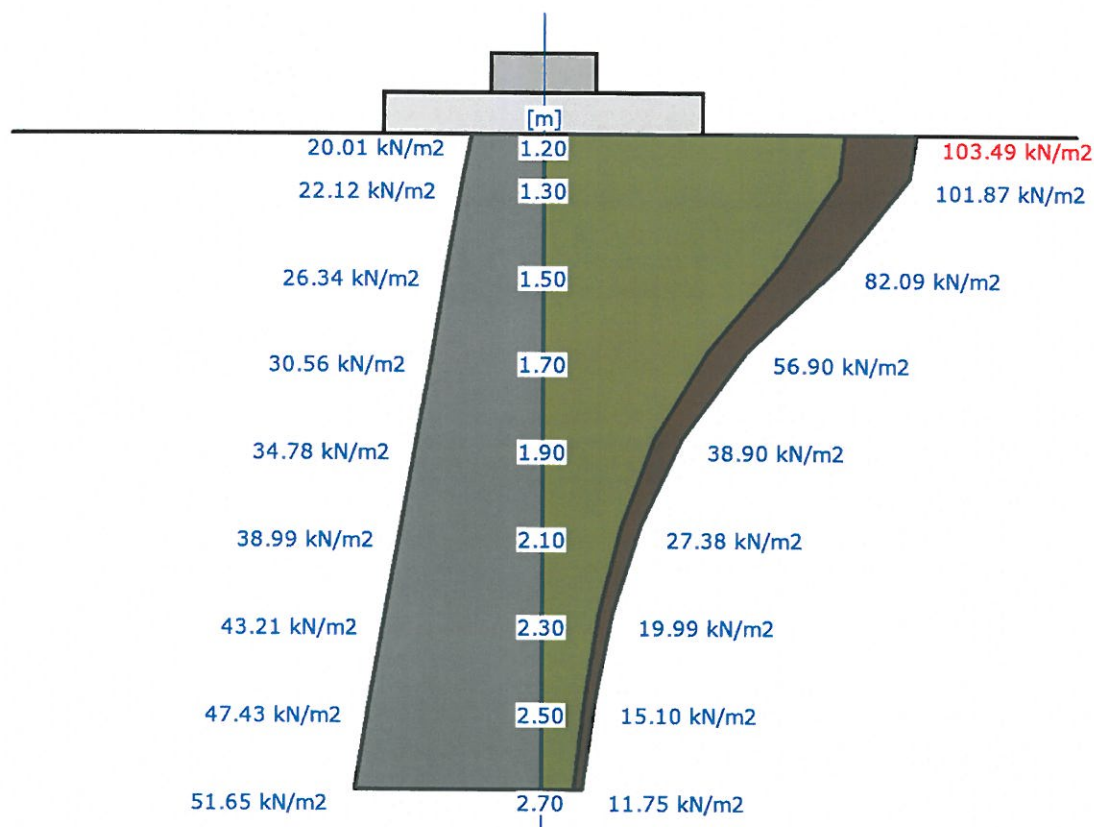 [m]
20.01 kN/m2 1.20 103.49 kN/m2
22.12 kN/m2 1.30 101.87 kN/m2
26.34 kN/m2 1.50 82.09 kN/m2
30.56 kN/m2 1.70 56.90 kN/m2
34.78 kN/m2 1.90 38.90 kN/m2
38.99 kN/m2 2.10 27.38 kN/m2
43.21 kN/m2 2.30 19.99 kN/m2
47.43 kN/m2 2.50 15.10 kN/m2
51.65 kN/m2 2.70 11.75 kN/m2